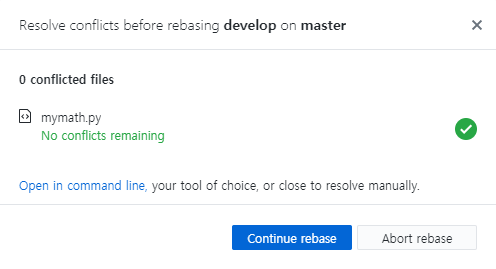 Resolve conflicts before rebasing develop on master
0 conflicted files
mymath.py
No conflicts remaining
Open in command line, your tool of choice, or close to resolve manually.
Continue rebase
Abort rebase